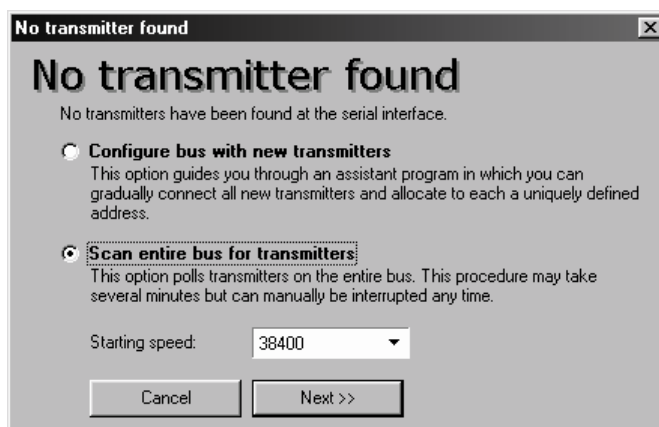 No transmitter found
No transmitter found
No transmitters have been found at the serial interface.
Configure bus with new transmitters
This option guides you through an assistant program in which you can
gradually connect all new transmitters and allocate to each a uniquely defined
address.
Scan entire bus for transmitters
This option polls transmitters on the entire bus. This procedure may take
several minutes but can manually be interrupted any time.
Starting speed: 38400
Cancel Next >>